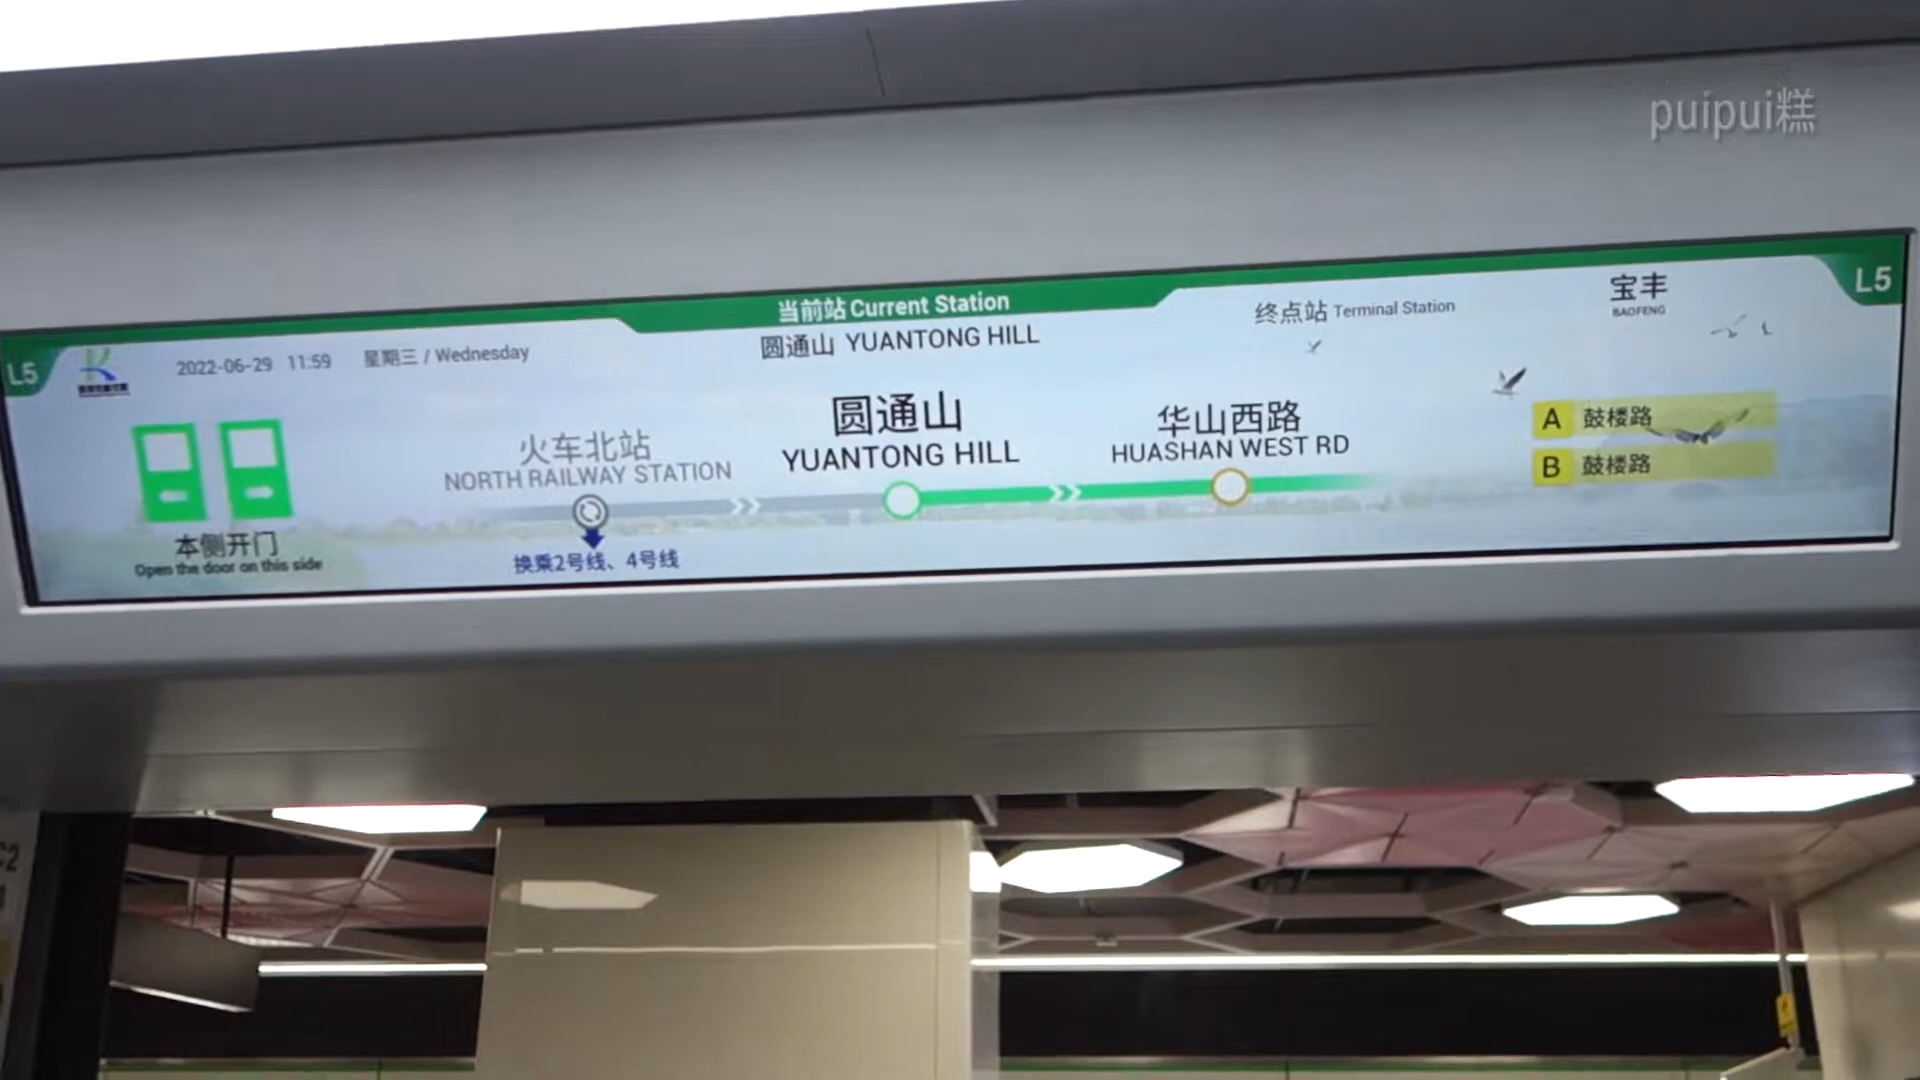 puipui糕
当前站 Current Station
终点站 Terminal Station
宝丰
BAOFENG
L5
L5
2022-06-29 11:59 星期三 / Wednesday
圆通山 YUANTONG HILL
火车北站
NORTH RAILWAY STATION
换乘2号线、4号线
圆通山
YUANTONG HILL
华山西路
HUASHAN WEST RD
A 鼓楼路
B 鼓楼路
本侧开门
Open the door on this side